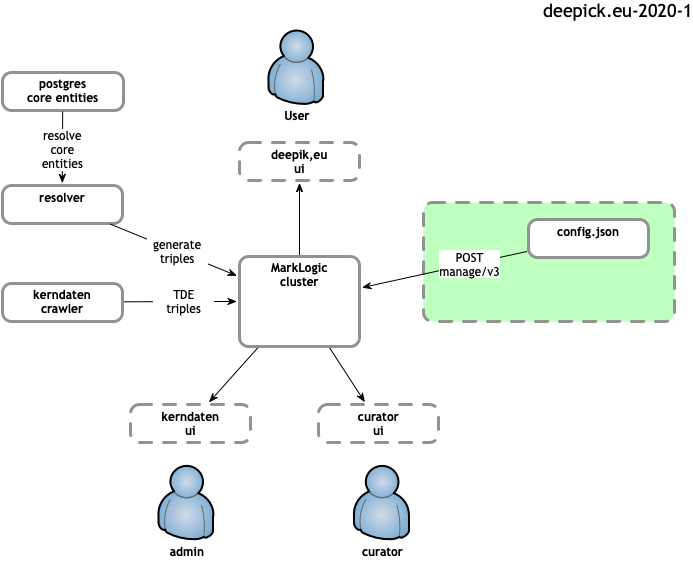 deepick.eu-2020-1
User
postgres
core entities
resolve
core
entities
deepik,eu
ui
resolver
generate
triples
config.json
POST
manage/v3
MarkLogic
cluster
kerndaten
crawler
TDE
triples
kerndaten
ui
curator
ui
admin
curator